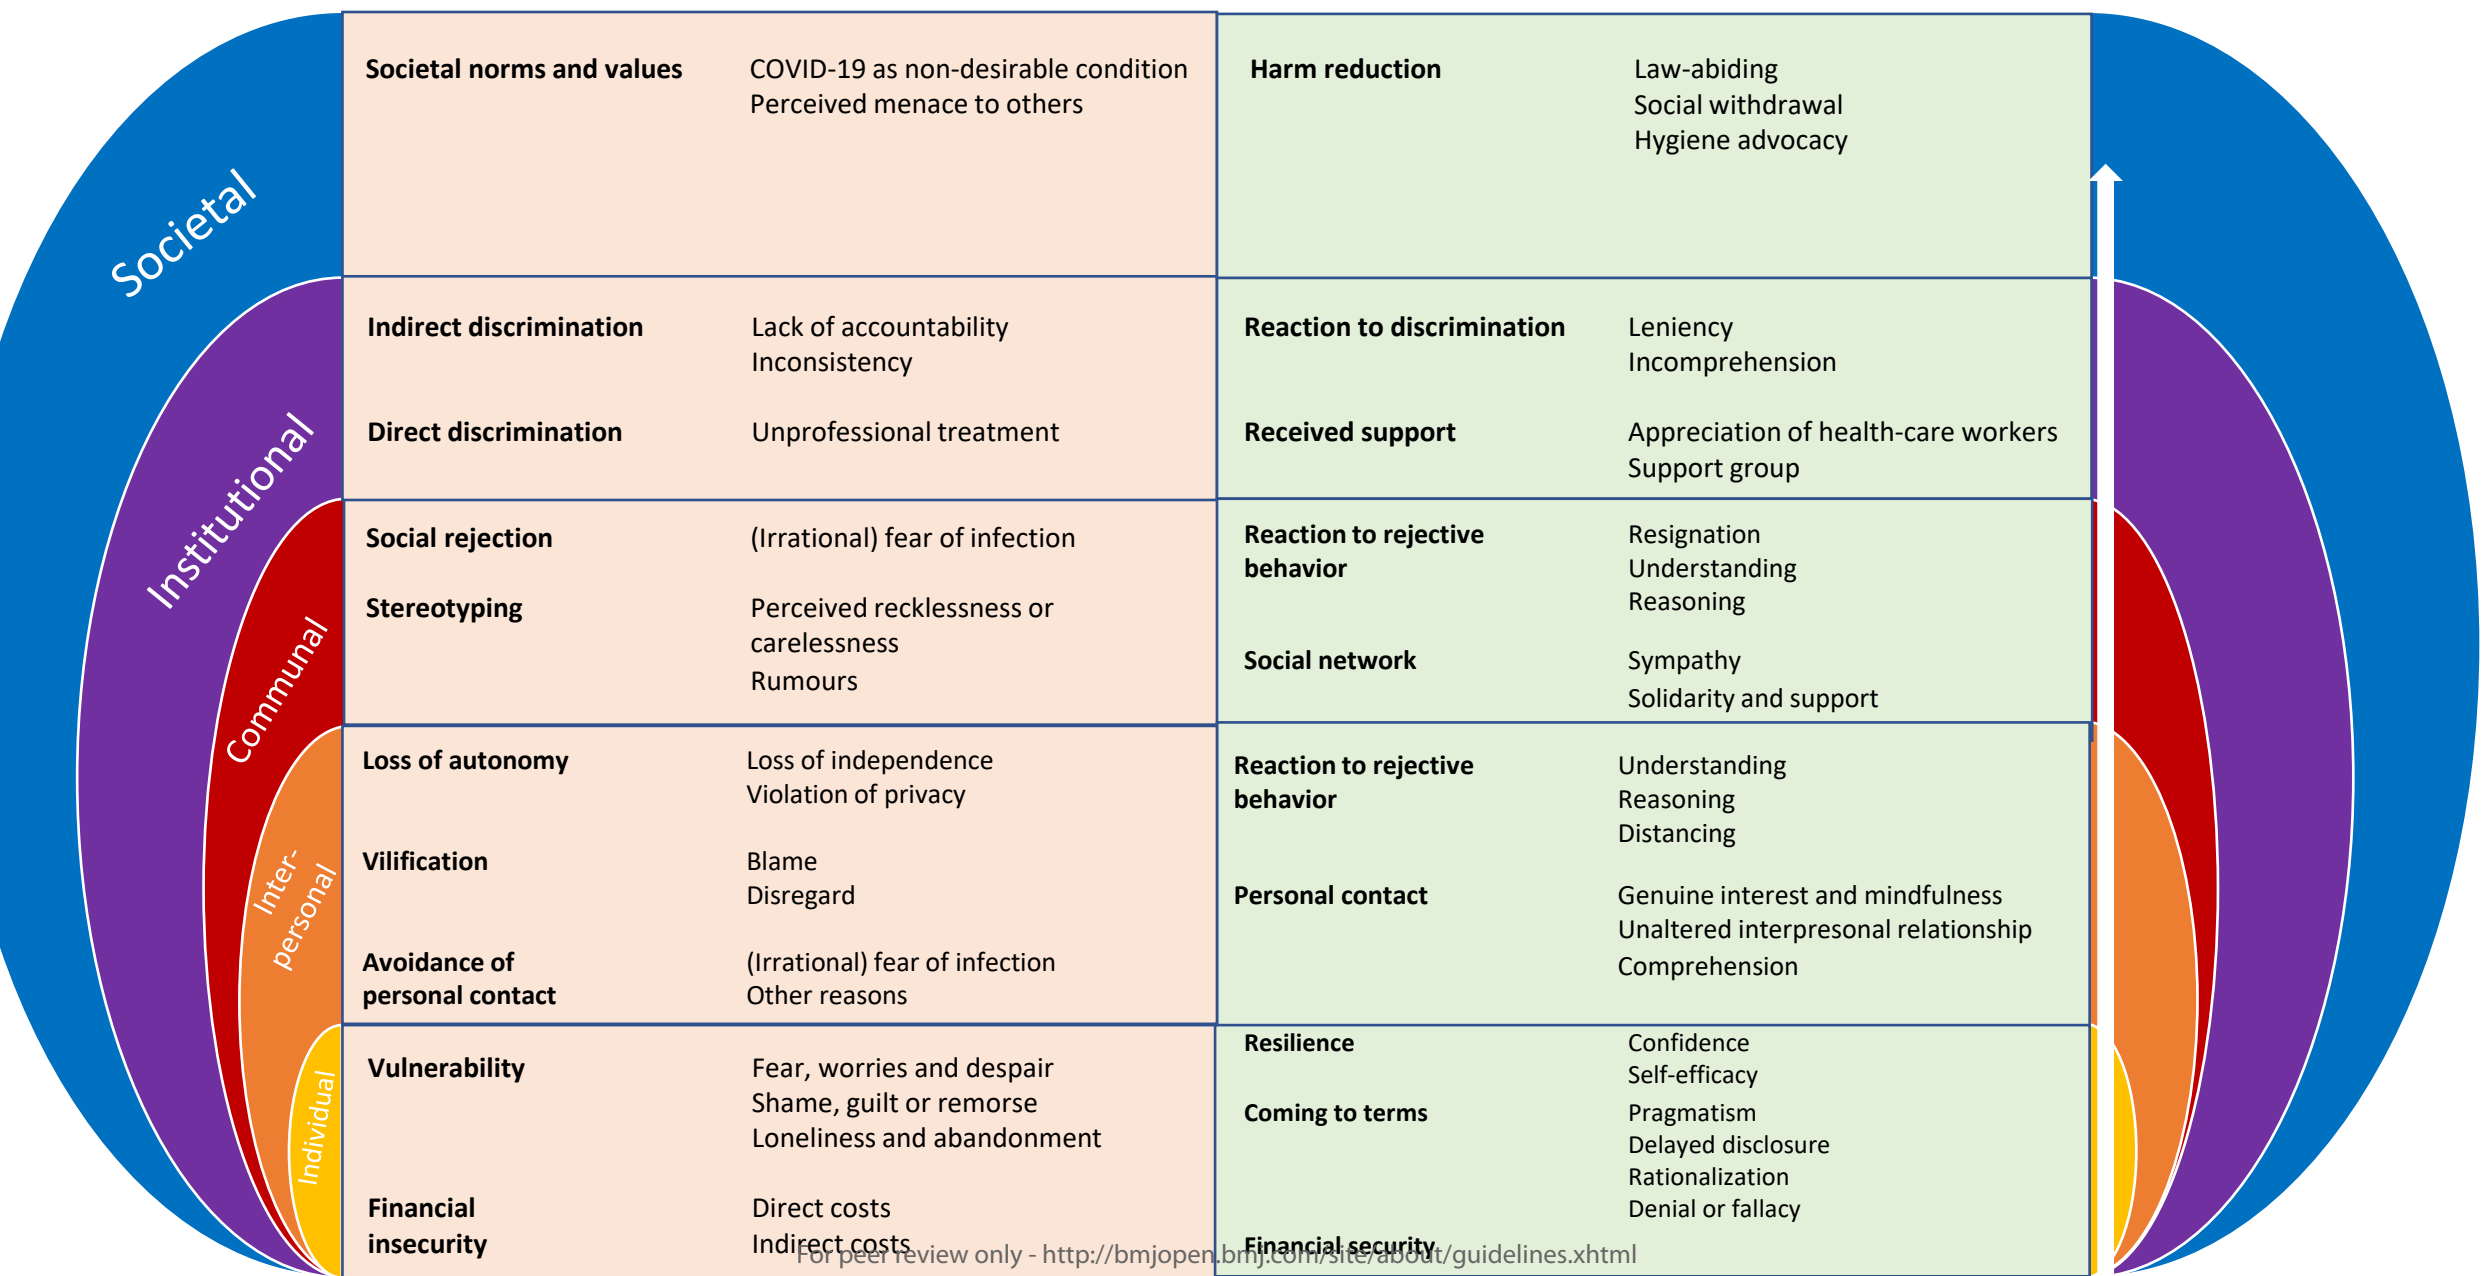 Societal
Societal norms and values
COVID-19 as non-desirable condition
Perceived menace to others
Harm reduction
Law-abiding
Social withdrawal
Hygiene advocacy
Institutional
Indirect discrimination
Lack of accountability
Inconsistency
Direct discrimination
Unprofessional treatment
Reaction to discrimination
Leniency
Incomprehension
Received support
Appreciation of health-care workers
Support group
Communal
Social rejection
(Irrational) fear of infection
Stereotyping
Perceived recklessness or
carelessness
Rumours
Reaction to rejective
behavior
Resignation
Understanding
Reasoning
Social network
Sympathy
Solidarity and support
Inter-
personal
Loss of autonomy
Loss of independence
Violation of privacy
Vilification
Blame
Disregard
Avoidance of
personal contact
(Irrational) fear of infection
Other reasons
Reaction to rejective
behavior
Understanding
Reasoning
Distancing
Personal contact
Genuine interest and mindfulness
Unaltered interpresonal relationship
Comprehension
Individual
Vulnerability
Fear, worries and despair
Shame, guilt or remorse
Loneliness and abandonment
Financial
insecurity
Direct costs
Indirect costs
Resilience
Confidence
Self-efficacy
Coming to terms
Pragmatism
Delayed disclosure
Rationalization
Denial or fallacy
Financial security
For peer review only - http://bmjopen.bmj.com/site/about/guidelines.xhtml